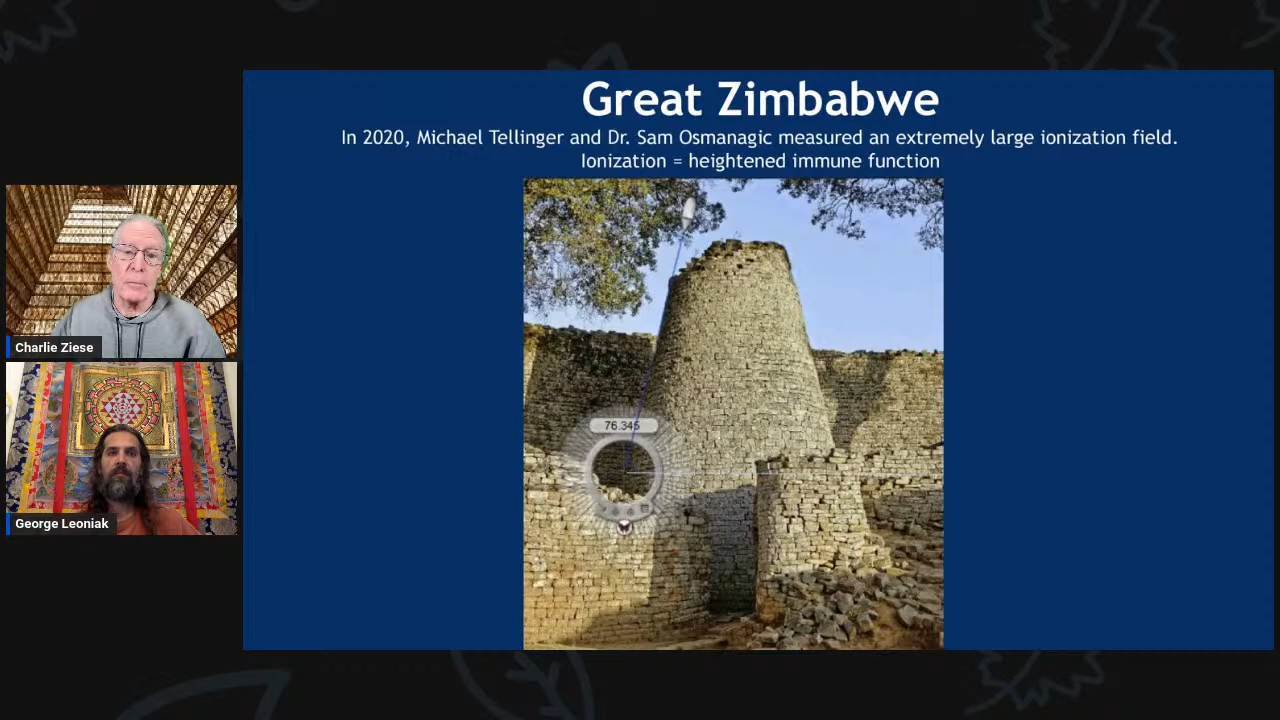 Great Zimbabwe
In 2020, Michael Tellinger and Dr. Sam Osmanagic measured an extremely large ionization field.
Ionization = heightened immune function
76.345
Charlie Ziese
George Leoniak